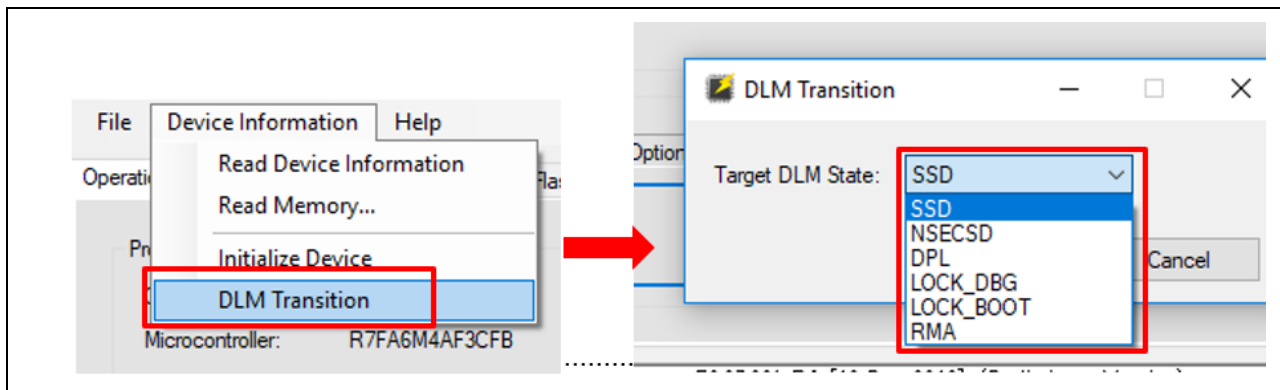 File Device Information Help
Read Device Information
Read Memory...
Initialize Device
DLM Transition
Microcontroller: R7FA6M4AF3CFB
DLM Transition
Target DLM State: SSD
SSD
NSECSD
DPL
LOCK_DBG
LOCK_BOOT
RMA
Cancel